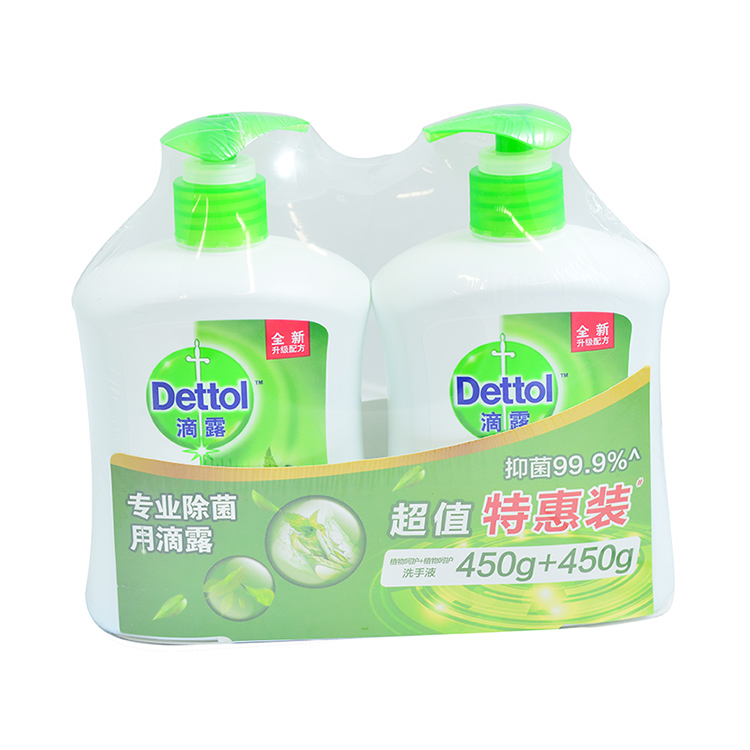 全新
升级配方
Dettol™
滴露
全新
升级配方
Dettol™
滴露
抑菌99.9%^
专业除菌
用滴露
超值 特惠装#
植物呵护+植物呵护
洗手液
450g+450g